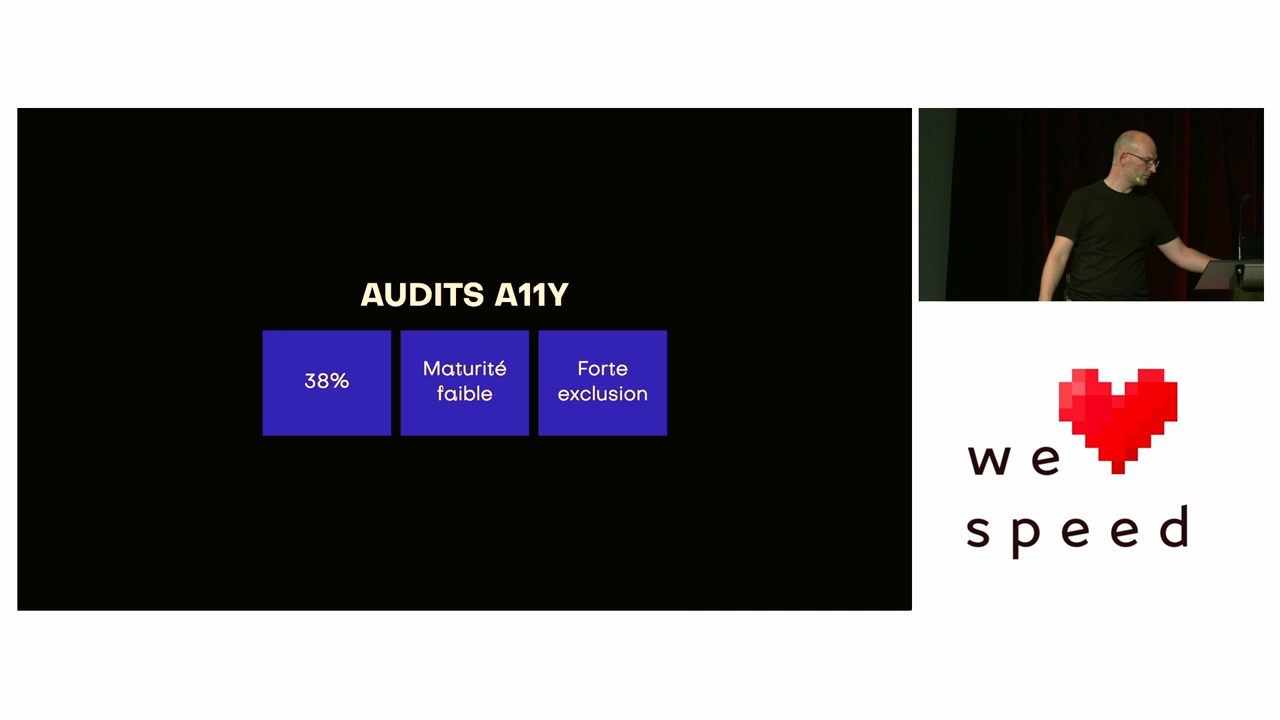 AUDITS A11Y
38%
Maturité
faible
Forte
exclusion
we
speed